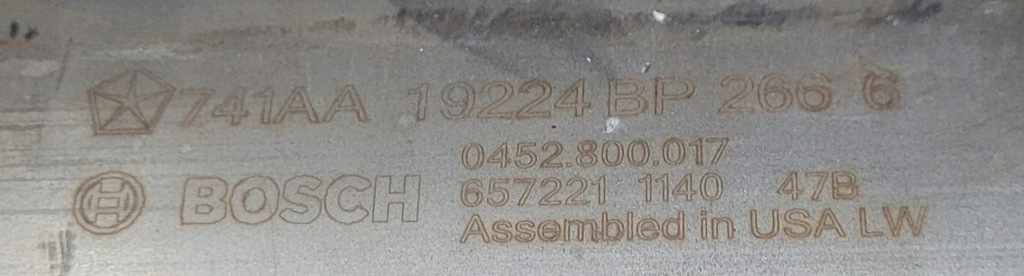 741AA 19224 BP 266 6
0452.800.017
BOSCH 657221 1140 47B
Assembled in USA LW